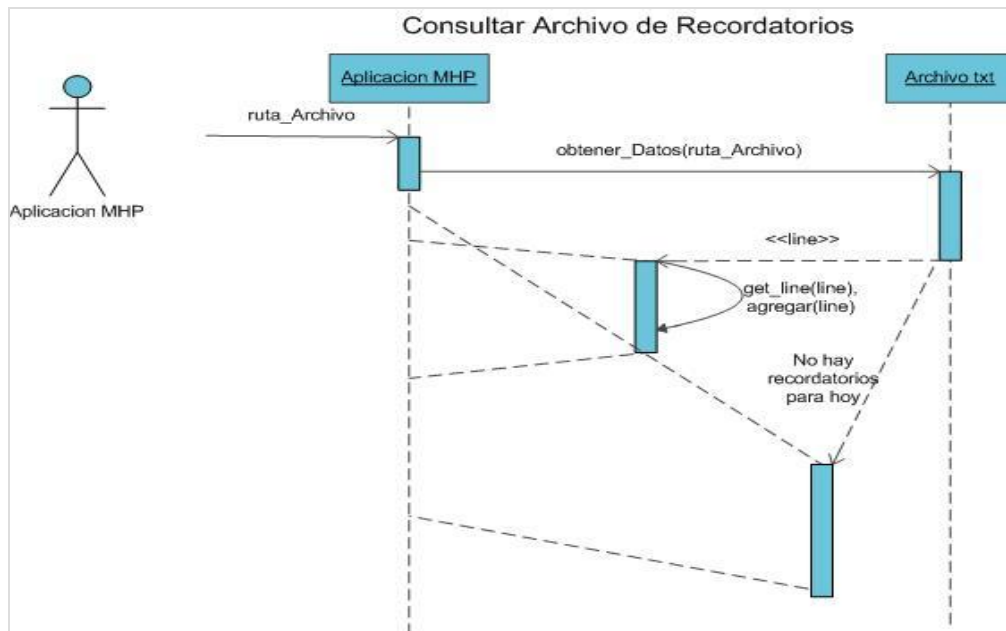 Consultar Archivo de Recordatorios
Aplicacion MHP
Archivo txt
ruta_Archivo
obtener_Datos(ruta_Archivo)
Aplicacion MHP
<<line>>
get_line(line),
agregar(line)
No hay
recordatorios
para hoy